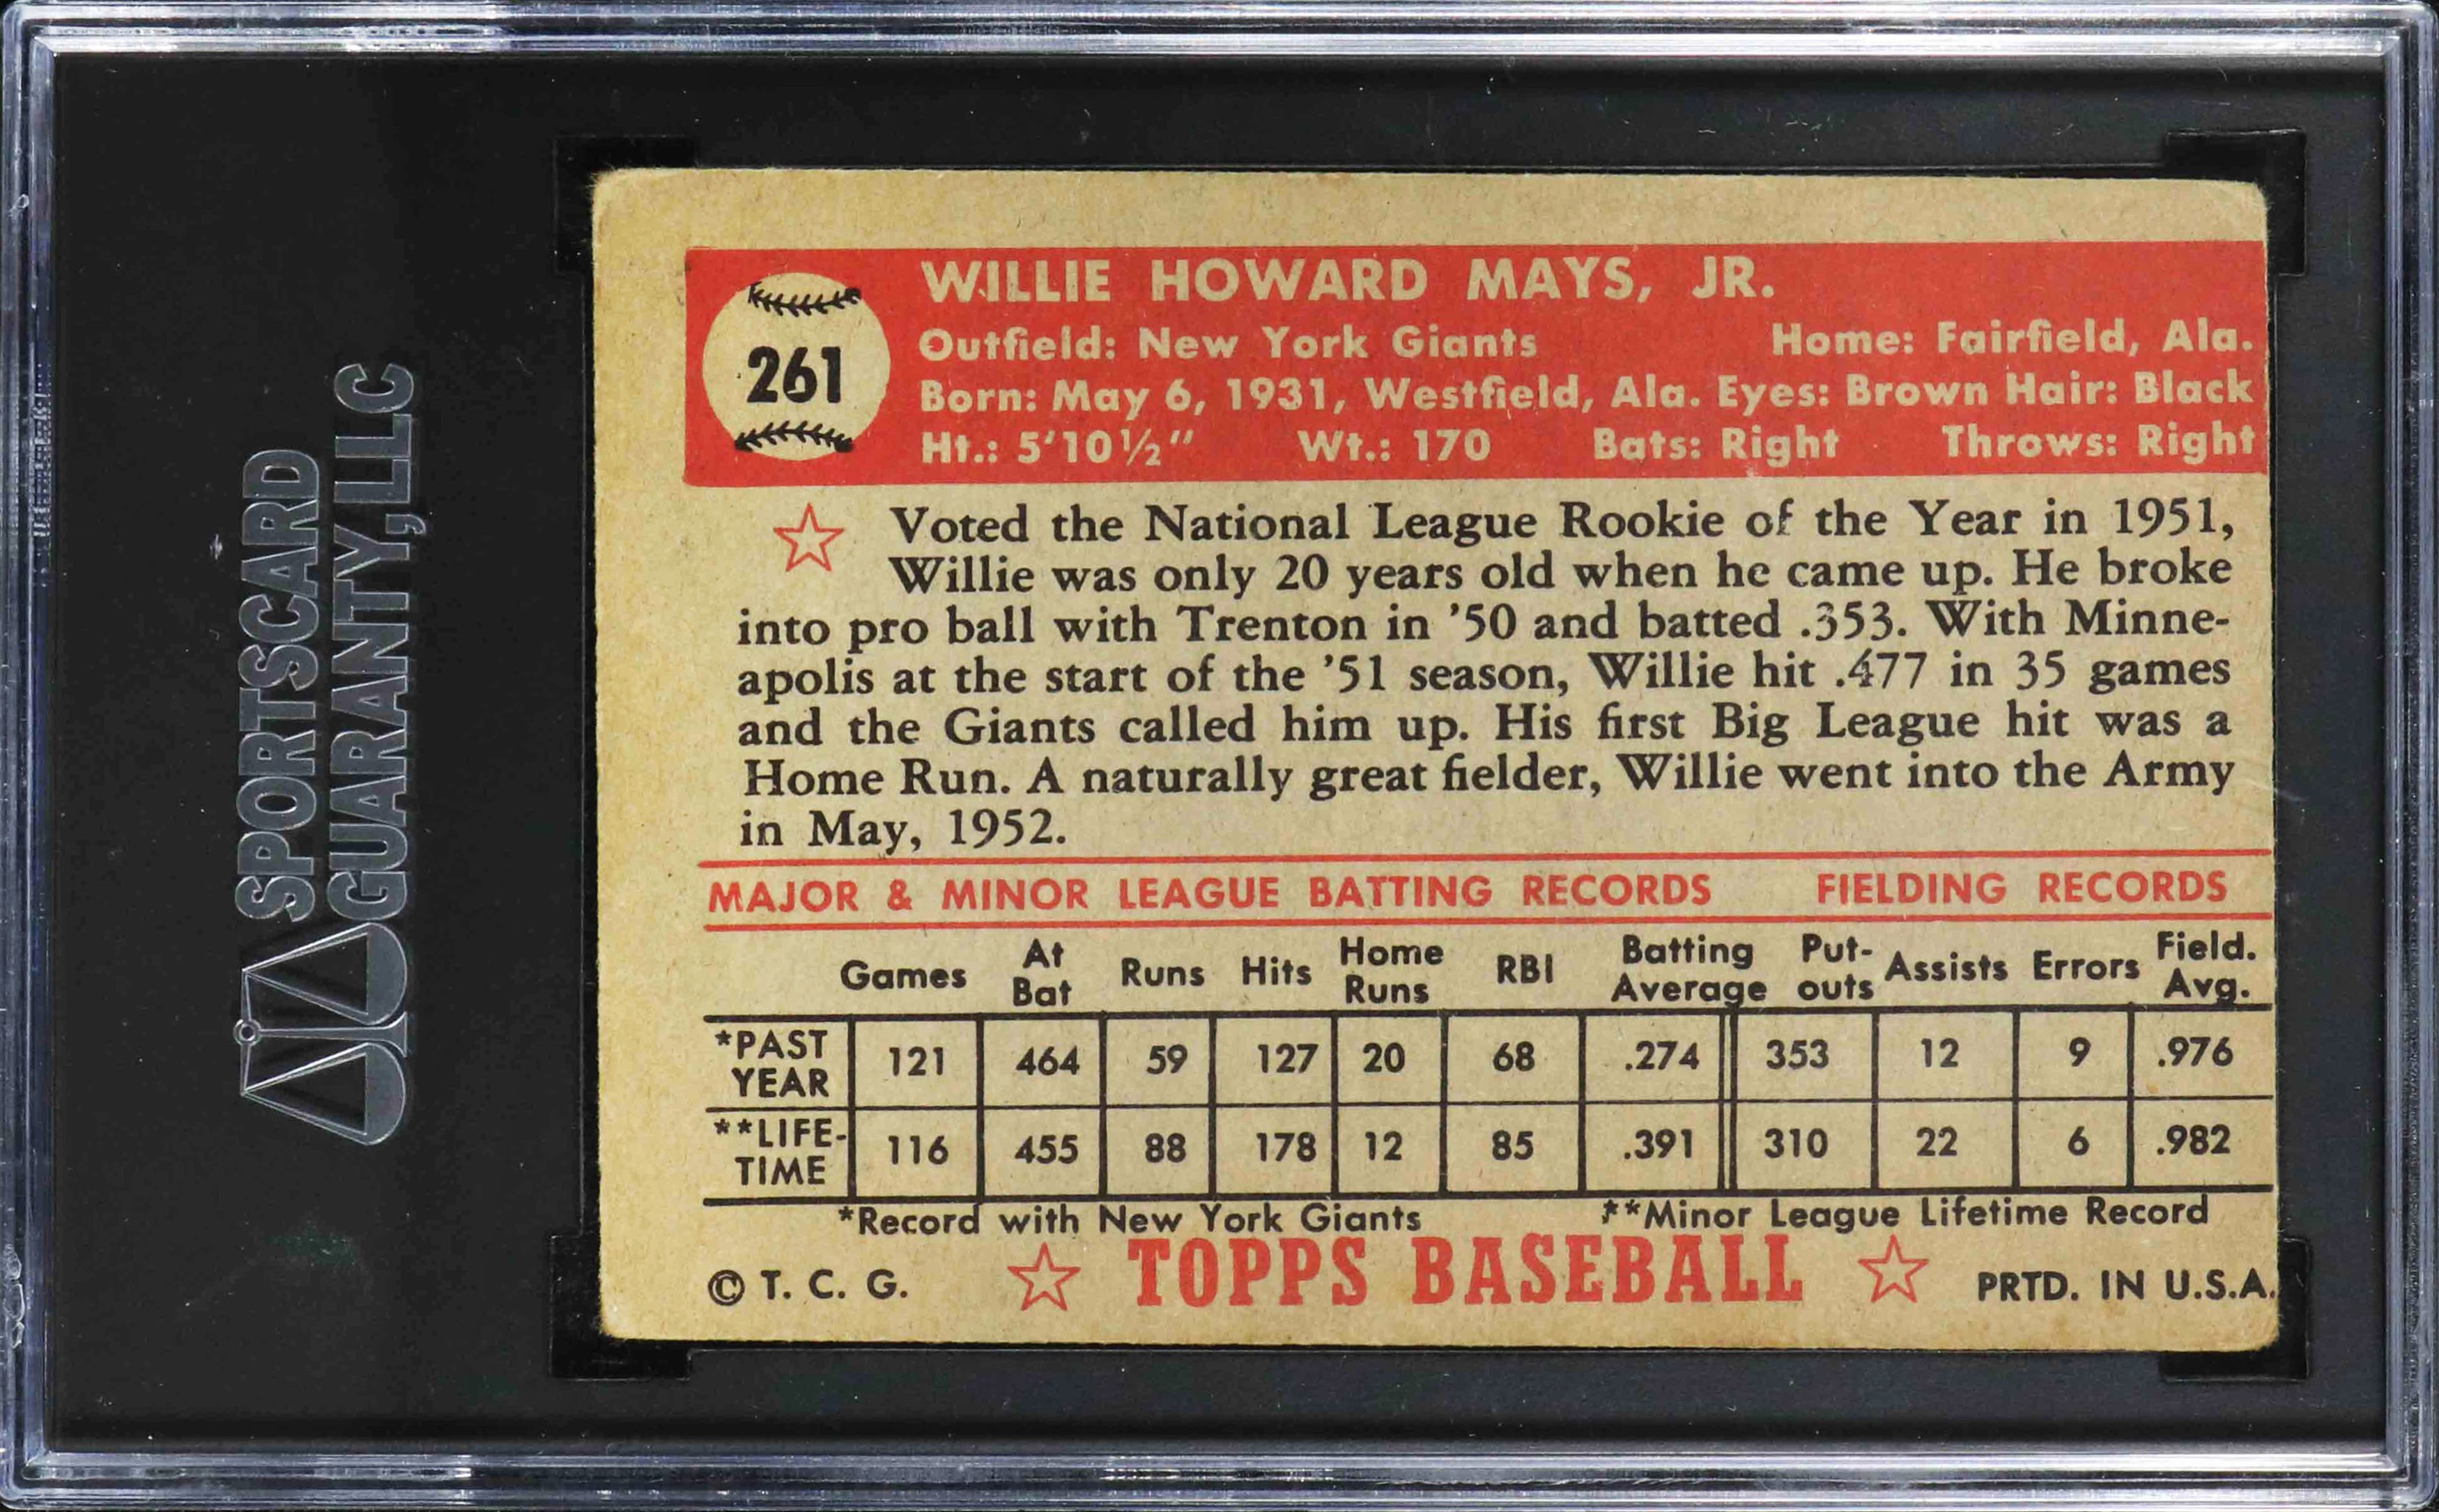 SPORTSCARD
GUARANTY,LLC
261
WILLIE HOWARD MAYS, JR.
Outfield: New York Giants Home: Fairfield, Ala.
Born: May 6, 1931, Westfield, Ala. Eyes: Brown Hair: Black
Ht.: 5'10½" Wt.: 170 Bats: Right Throws: Right
Voted the National League Rookie of the Year in 1951,
Willie was only 20 years old when he came up. He broke
into pro ball with Trenton in '50 and batted .353. With Minne-
apolis at the start of the '51 season, Willie hit .477 in 35 games
and the Giants called him up. His first Big League hit was a
Home Run. A naturally great fielder, Willie went into the Army
in May, 1952.
MAJOR & MINOR LEAGUE BATTING RECORDS FIELDING RECORDS
Games At Bat Runs Hits Home Runs RBI Batting Average Put-outs Assists Errors Field. Avg.
*PAST YEAR 121 464 59 127 20 68 .274 353 12 9 .976
**LIFE-TIME 116 455 88 178 12 85 .391 310 22 6 .982
*Record with New York Giants **Minor League Lifetime Record
© T. C. G. ☆ TOPPS BASEBALL ☆ PRTD. IN U.S.A.